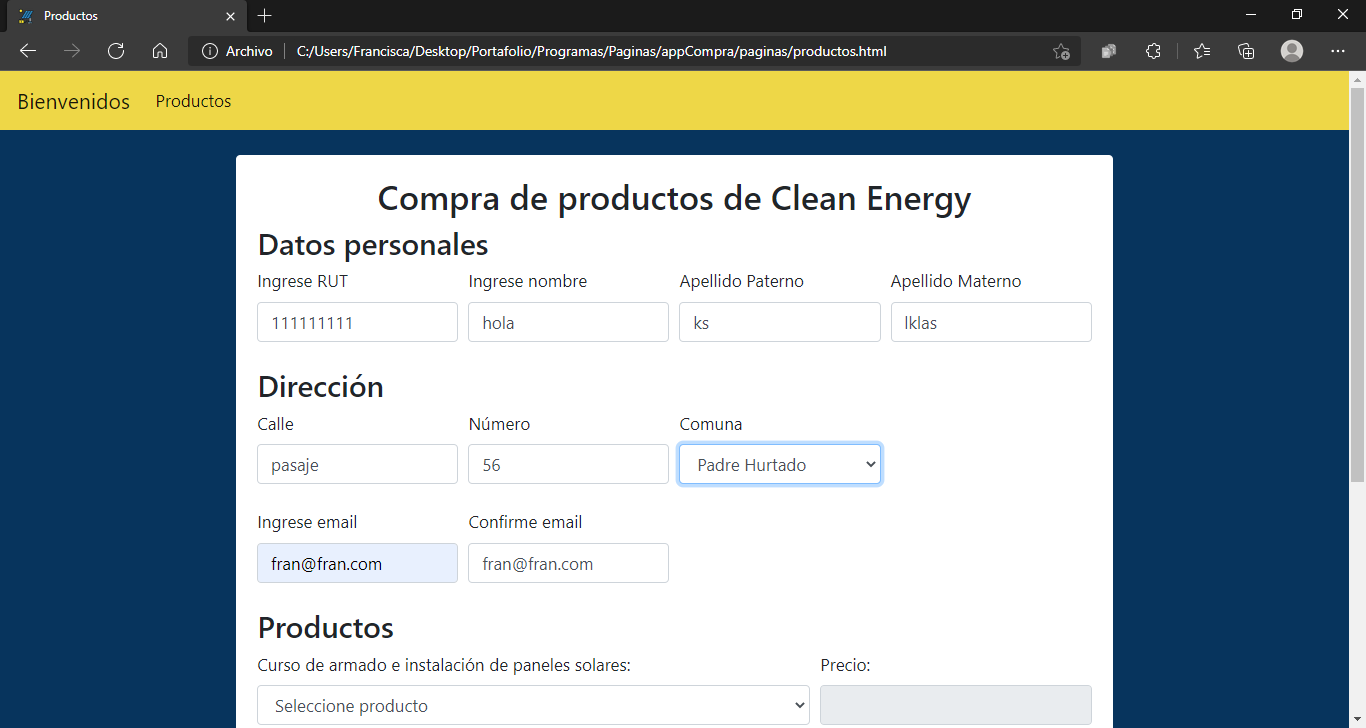 Productos
Archivo C:/Users/Francisca/Desktop/Portafolio/Programas/Paginas/appCompra/paginas/productos.html
Bienvenidos Productos
Compra de productos de Clean Energy
Datos personales
Ingrese RUT Ingrese nombre Apellido Paterno Apellido Materno
111111111 hola ks lklas
Dirección
Calle Número Comuna
pasaje 56 Padre Hurtado
Ingrese email Confirme email
fran@fran.com fran@fran.com
Productos
Curso de armado e instalación de paneles solares: Precio:
Seleccione producto